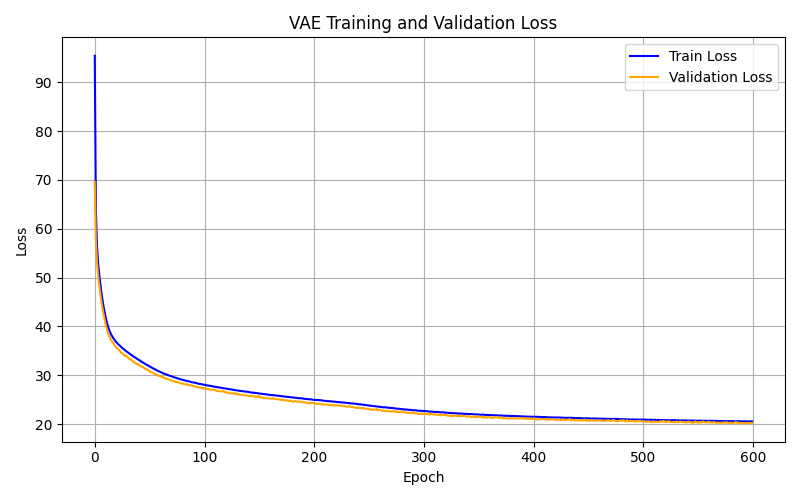 VAE Training and Validation Loss
Train Loss
Validation Loss
Loss
90
80
70
60
50
40
30
20
0 100 200 300 400 500 600
Epoch